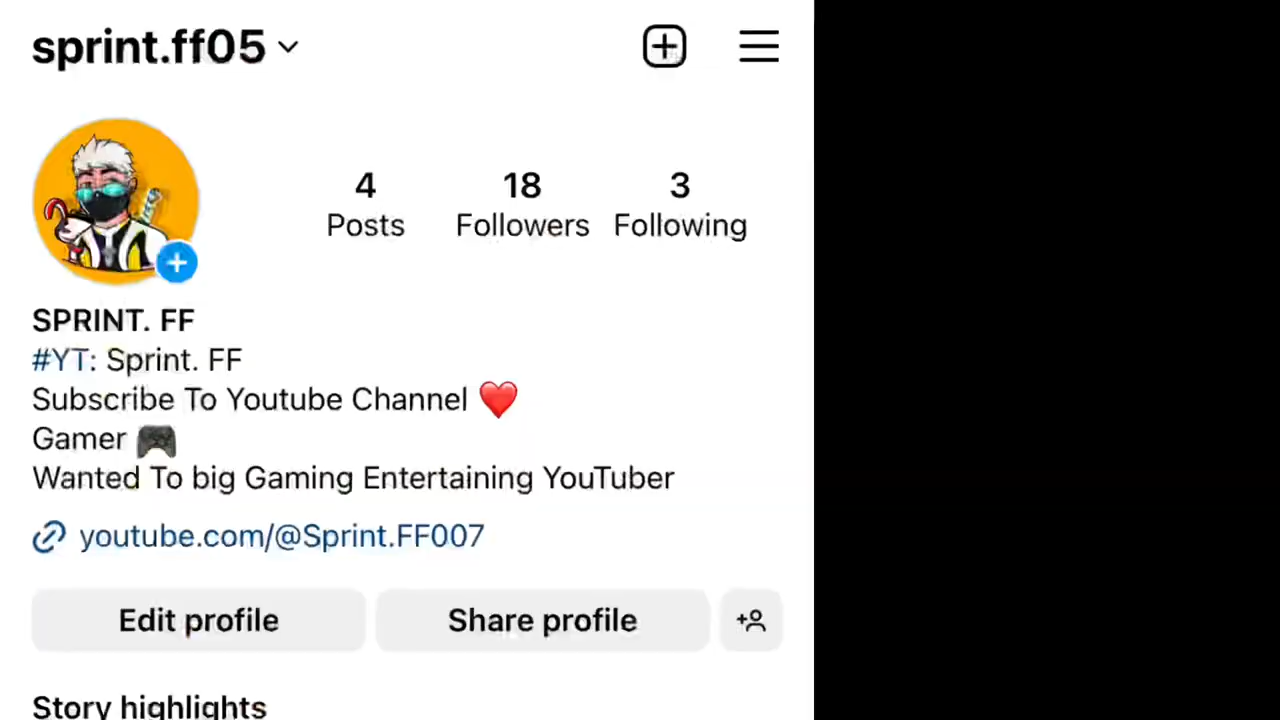 sprint.ff05
4 18 3
Posts Followers Following
SPRINT. FF
#YT: Sprint. FF
Subscribe To Youtube Channel ❤️
Gamer 🎮
Wanted To big Gaming Entertaining YouTuber
youtube.com/@Sprint.FF007
Edit profile Share profile
Story highlights